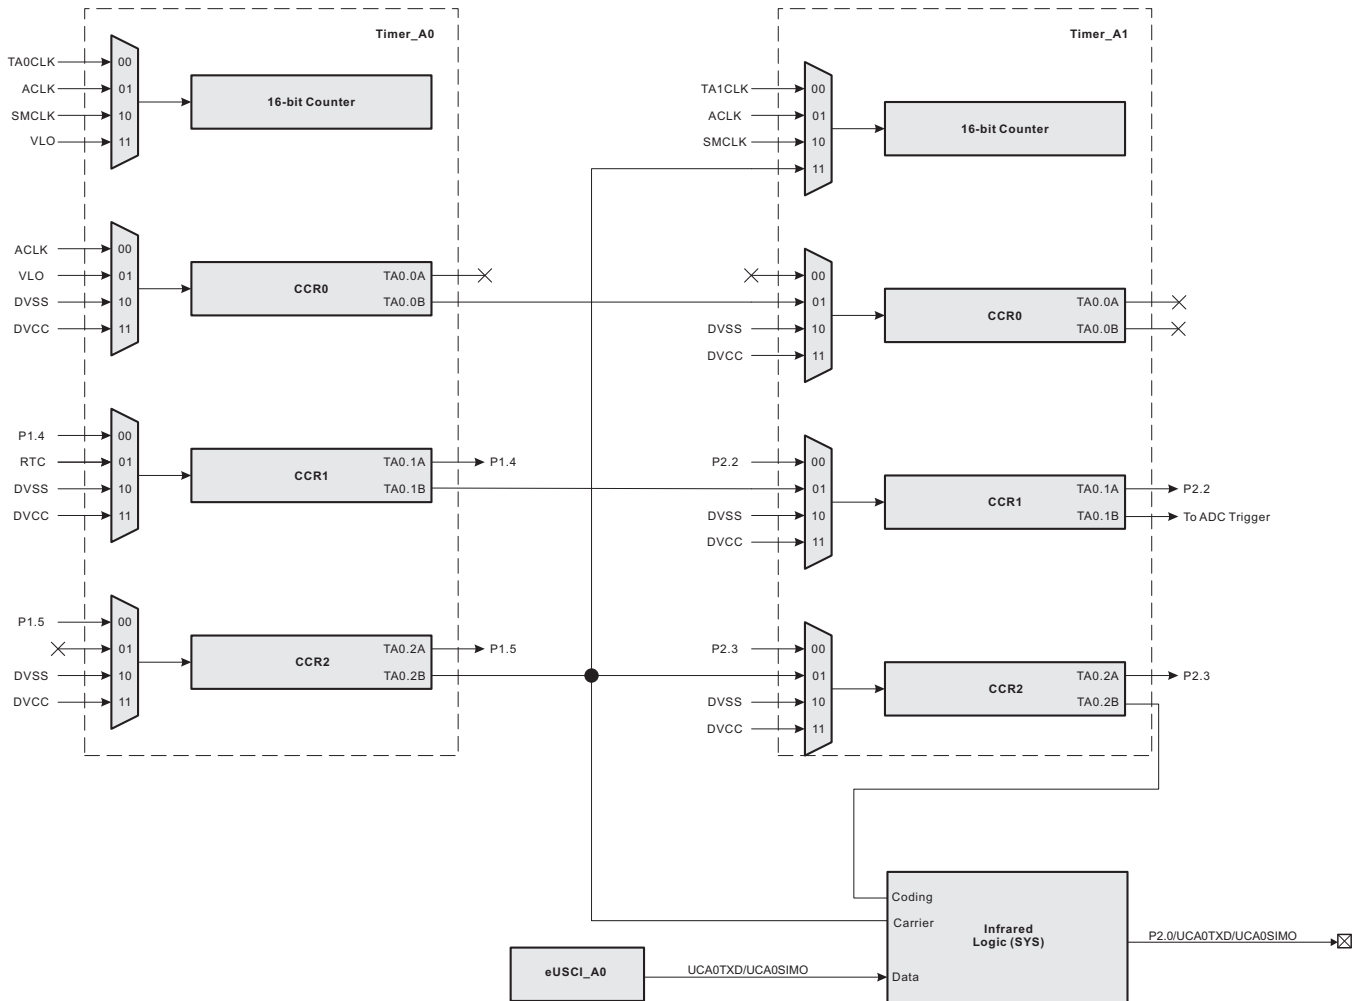 Timer_A0
TA0CLK
00
ACLK
01
SMCLK
10
VLO
11
16-bit Counter
ACLK
00
VLO
01
DVSS
10
DVCC
11
CCR0
TA0.0A
TA0.0B
P1.4
00
RTC
01
DVSS
10
DVCC
11
CCR1
TA0.1A
P1.4
TA0.1B
P1.5
00
01
DVSS
10
DVCC
11
CCR2
TA0.2A
P1.5
TA0.2B
Timer_A1
TA1CLK
00
ACLK
01
SMCLK
10
11
16-bit Counter
00
01
DVSS
10
DVCC
11
CCR0
TA0.0A
TA0.0B
P2.2
00
01
DVSS
10
DVCC
11
CCR1
TA0.1A
P2.2
TA0.1B
To ADC Trigger
P2.3
00
01
DVSS
10
DVCC
11
CCR2
TA0.2A
P2.3
TA0.2B
Coding
Carrier
Data
Infrared
Logic (SYS)
eUSCI_A0
UCA0TXD/UCA0SIMO
P2.0/UCA0TXD/UCA0SIMO